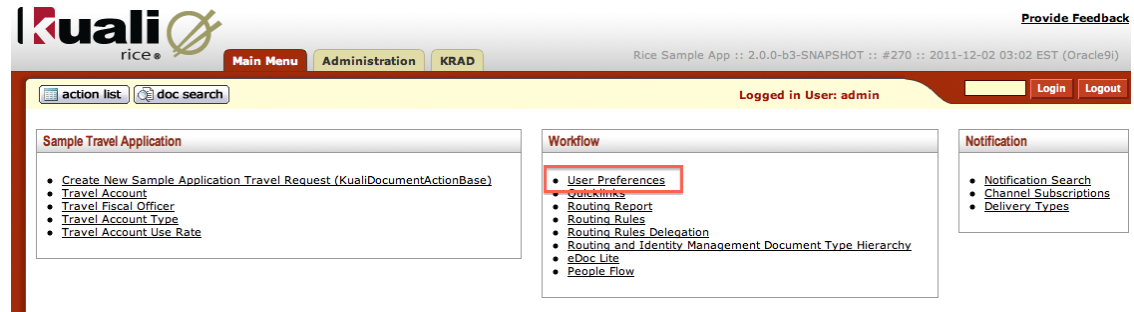 Provide Feedback
kuali
rice®
Main Menu
Administration
KRAD
Rice Sample App :: 2.0.0-b3-SNAPSHOT :: #270 :: 2011-12-02 03:02 EST (Oracle9i)
action list
doc search
Logged in User: admin
Login
Logout
Sample Travel Application
Create New Sample Application Travel Request (KualiDocumentActionBase)
Travel Account
Travel Fiscal Officer
Travel Account Type
Travel Account Use Rate
Workflow
User Preferences
Quicklinks
Routing Report
Routing Rules
Routing Rules Delegation
Routing and Identity Management Document Type Hierarchy
eDoc Lite
People Flow
Notification
Notification Search
Channel Subscriptions
Delivery Types